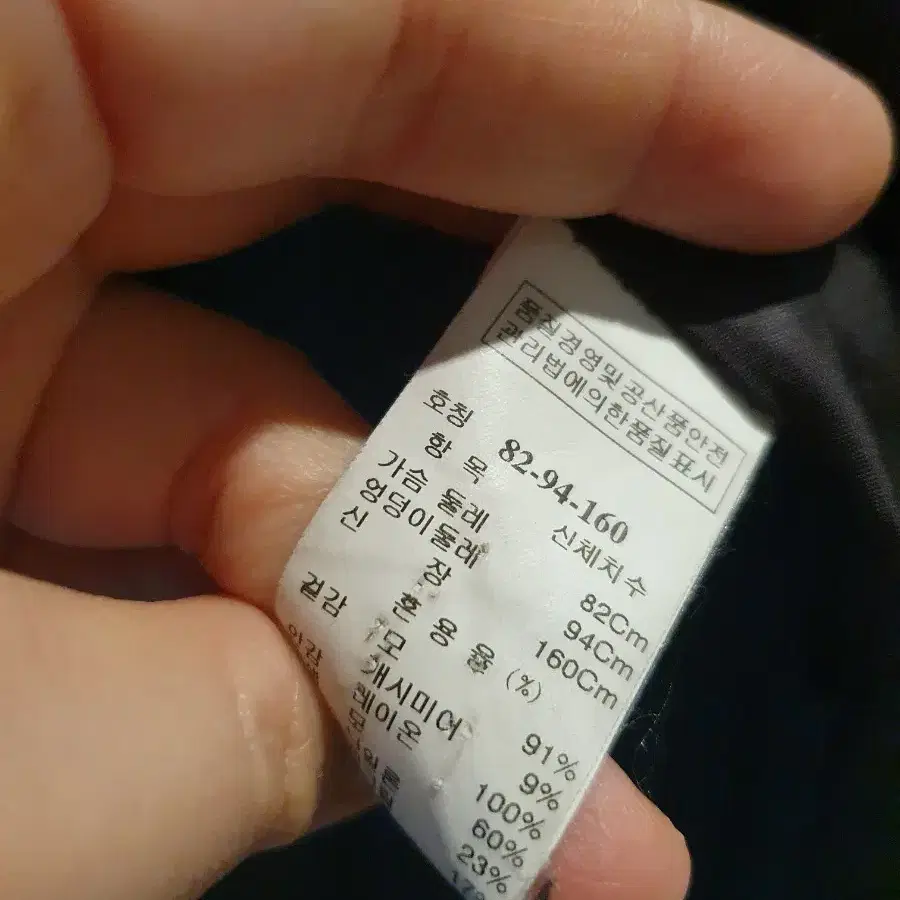 품질경영및공산품안전
관리법에의한품질표시
호칭 82-94-160
항 목 신체치수
가슴 둘레 82Cm
엉덩이둘레 94Cm
신 장 160Cm
혼 용 율 (%)
겉감 모 91%
캐시미어 9%
안감 레이온 100%
모 60%
23%